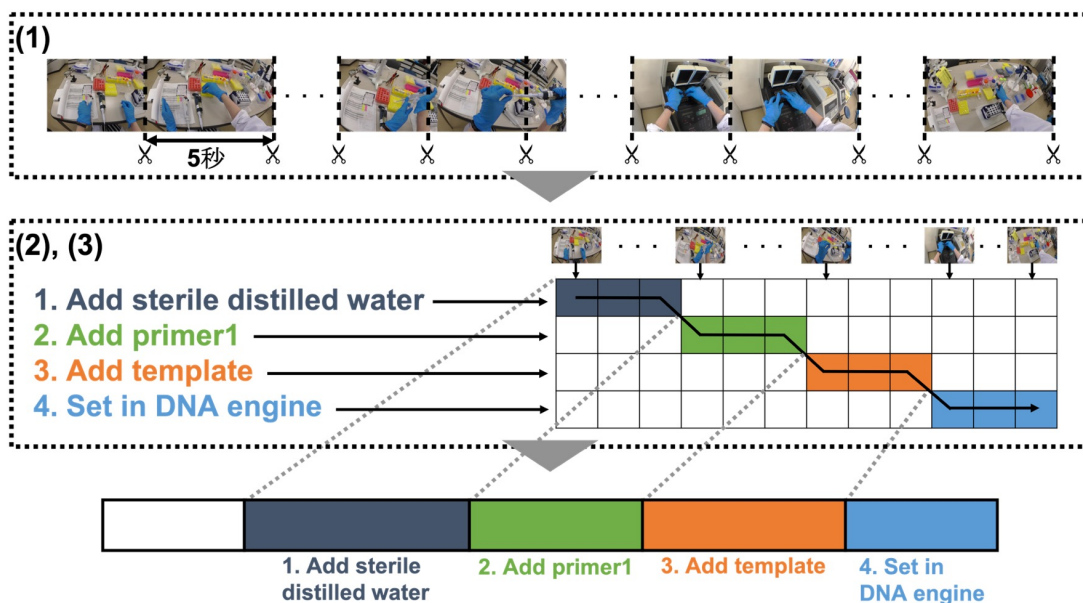 (1)
5秒
(2), (3)
1. Add sterile distilled water
2. Add primer1
3. Add template
4. Set in DNA engine
1. Add sterile
distilled water
2. Add primer1
3. Add template
4. Set in
DNA engine